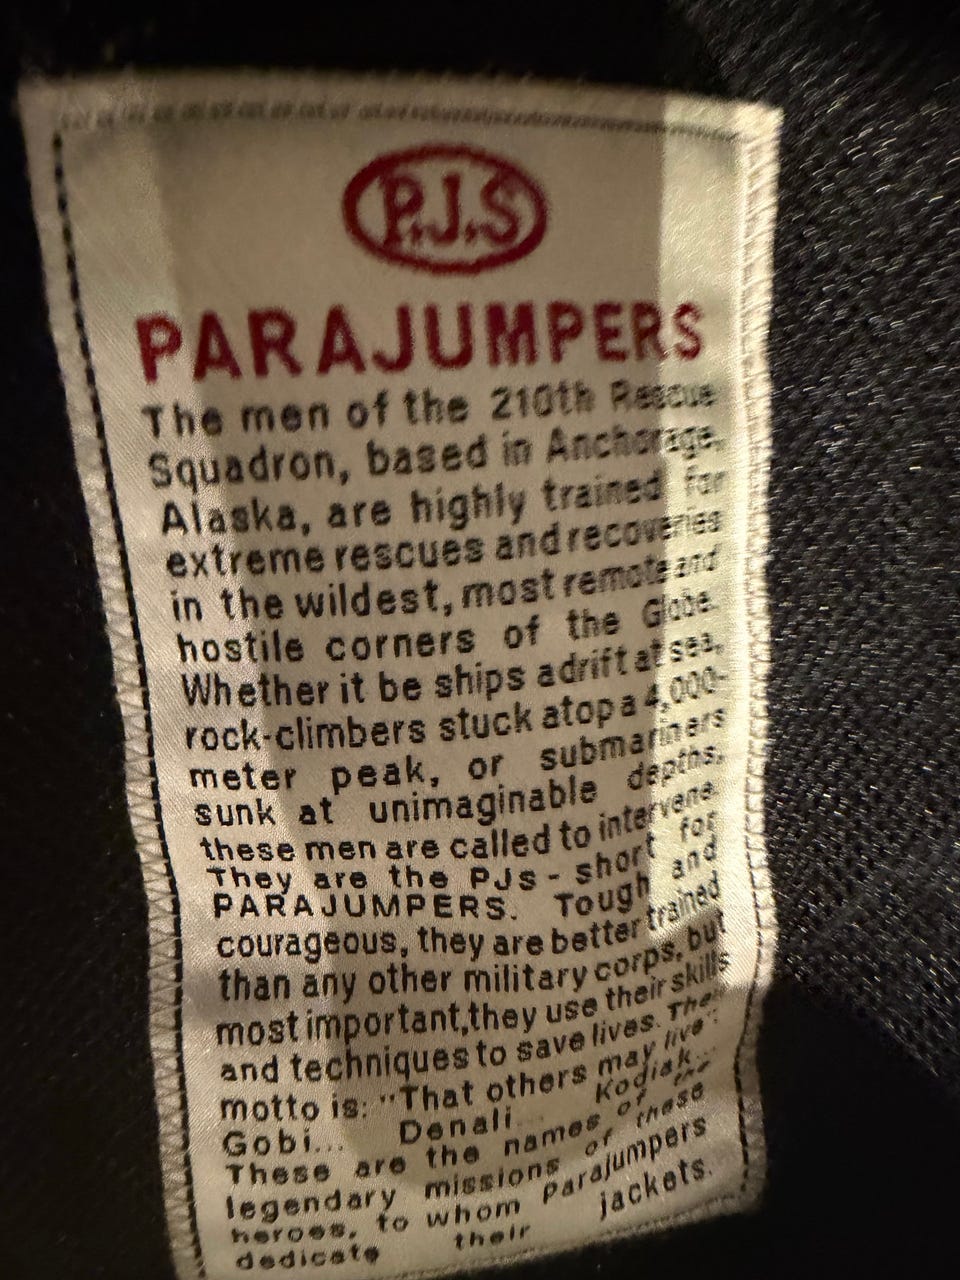 P.J.S
PARAJUMPERS
The men of the 210th Rescue
Squadron, based in Anchorage,
Alaska, are highly trained for
extreme rescues and recoveries
in the wildest, most remote and
hostile corners of the Globe.
Whether it be ships adrift at sea,
rock-climbers stuck atop a 4,000-
meter peak, or submariners
sunk at unimaginable depths,
these men are called to intervene.
They are the PJs - short for
PARAJUMPERS. Tough and
courageous, they are better trained
than any other military corps, but
most important,they use their skills
and techniques to save lives. Their
motto is: "That others may live".
Gobi... Denali... Kodiak...
These are the names of the
legendary missions of these
heroes, to whom Parajumpers
dedicate their jackets.